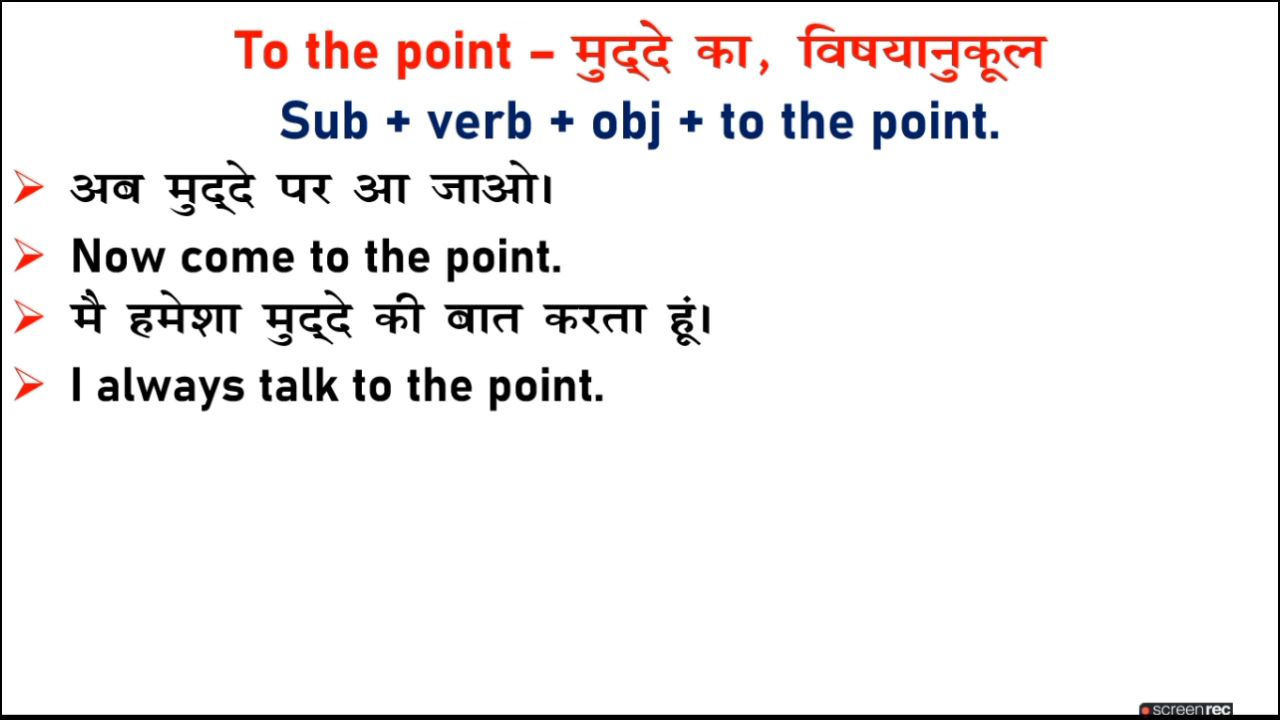 To the point – मुद्दे का, विषयानुकूल
Sub + verb + obj + to the point.
➢ अब मुद्दे पर आ जाओ।
➢ Now come to the point.
➢ मै हमेशा मुद्दे की बात करता हूं।
➢ I always talk to the point.
screenrec